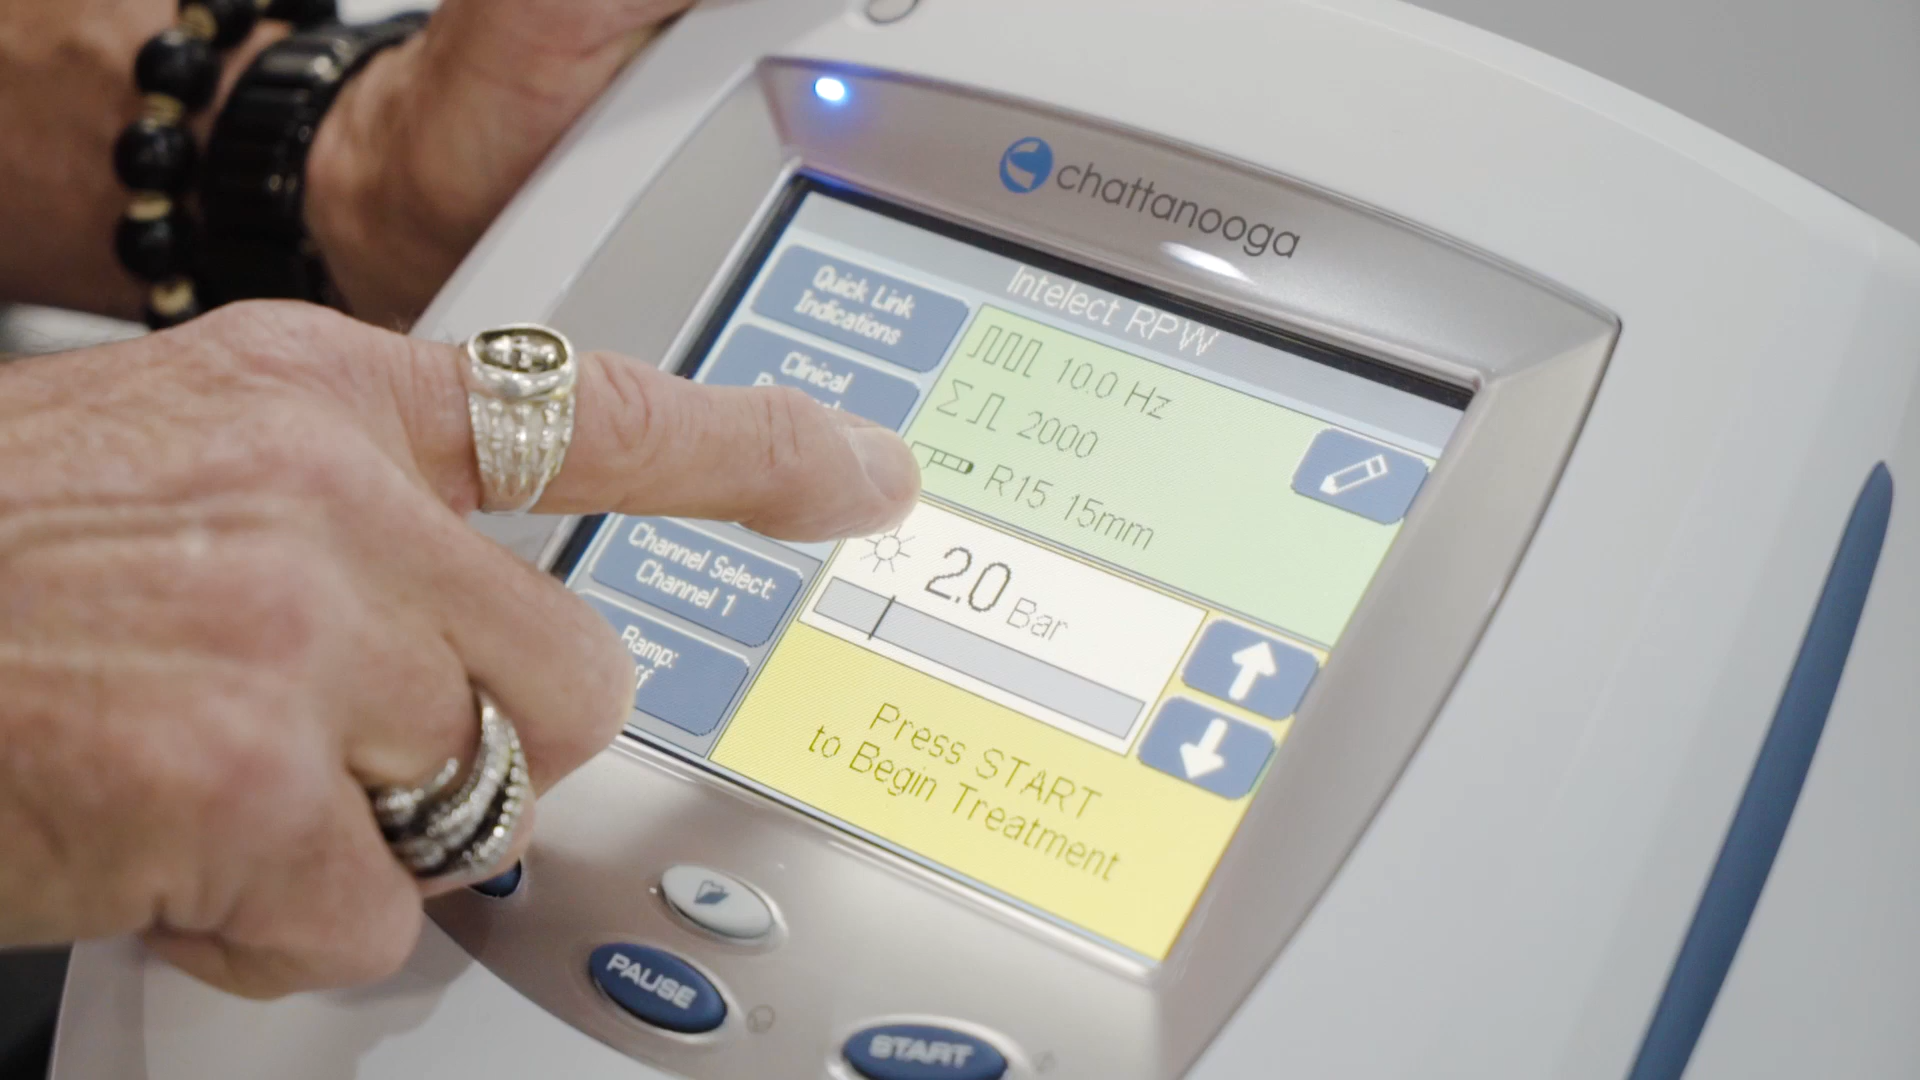 chattanooga
Intelect RPW
Quick Link
Indications
Clinical
10.0 Hz
2000
R15 15mm
2.0 Bar
Channel Select:
Channel 1
Ramp:
Press START
to Begin Treatment
PAUSE
START